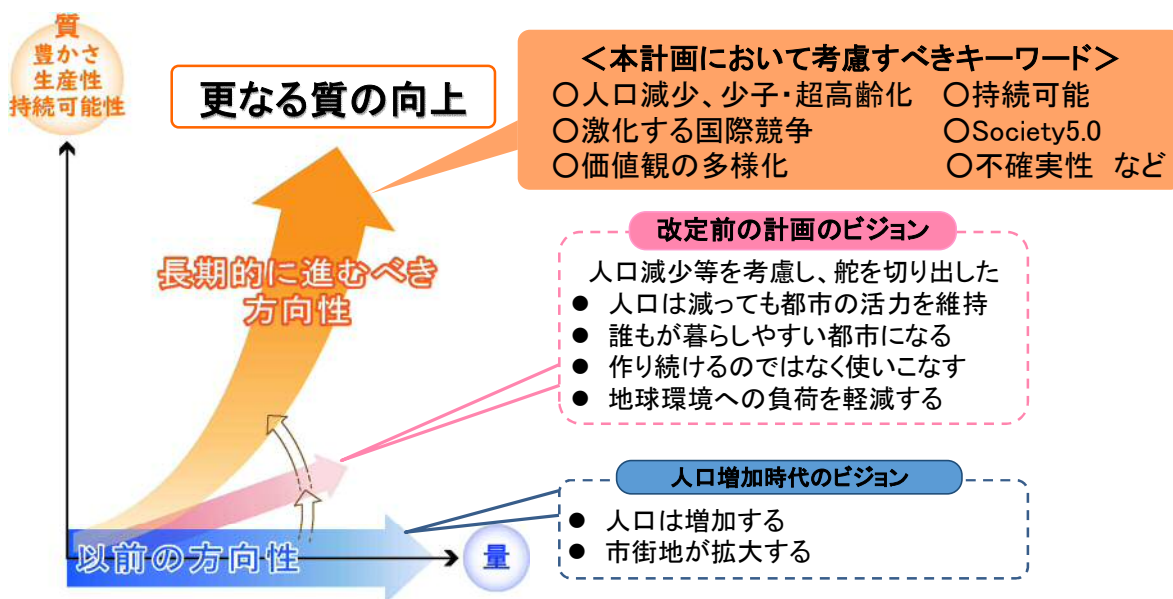 質
豊かさ
生産性
持続可能性
更なる質の向上
＜本計画において考慮すべきキーワード＞
○人口減少、少子・超高齢化　○持続可能
○激化する国際競争　○Society5.0
○価値観の多様化　○不確実性　など
長期的に進むべき
方向性
改定前の計画のビジョン
人口減少等を考慮し、舵を切り出した
● 人口は減っても都市の活力を維持
● 誰もが暮らしやすい都市になる
● 作り続けるのではなく使いこなす
● 地球環境への負荷を軽減する
人口増加時代のビジョン
● 人口は増加する
● 市街地が拡大する
以前の方向性
量